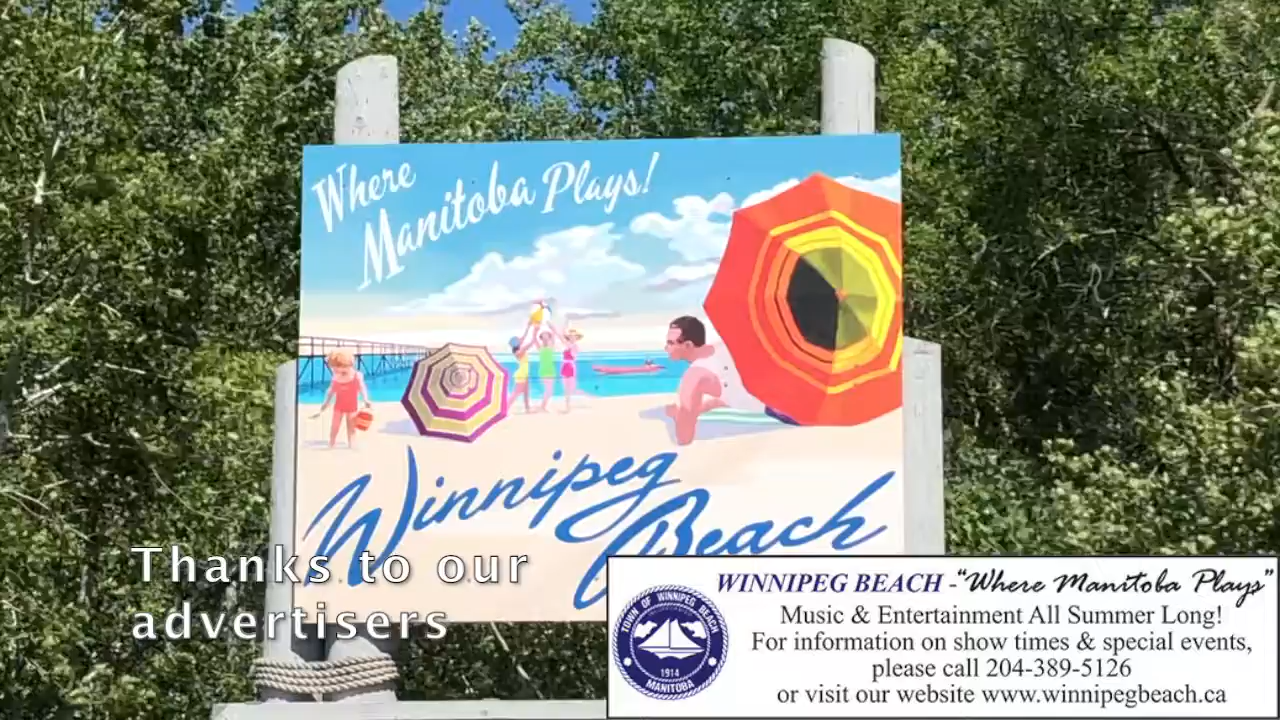 Where
Manitoba Plays!
Winnipeg
Beach
Thanks to our
advertisers
WINNIPEG BEACH -"Where Manitoba Plays"
Music & Entertainment All Summer Long!
For information on show times & special events,
please call 204-389-5126
or visit our website www.winnipegbeach.ca
TOWN OF WINNIPEG BEACH
1914
MANITOBA